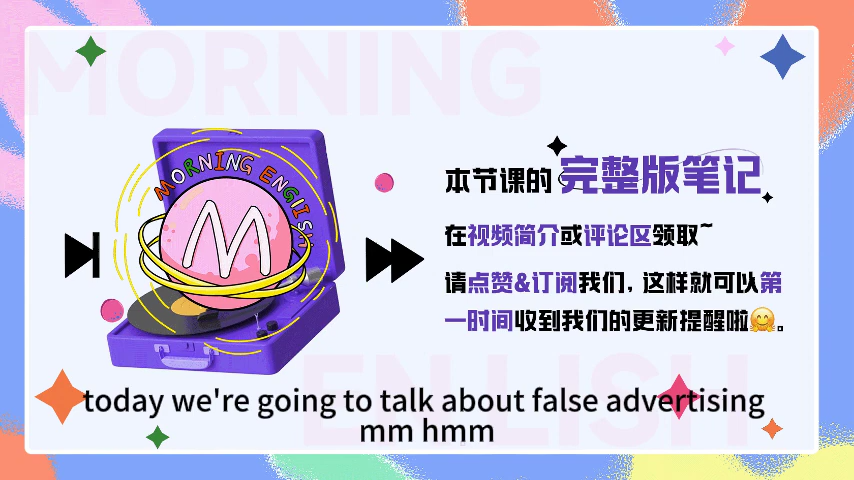 MORNING
MORNING ENGLISH
M
本节课的 完整版笔记
在视频简介或评论区领取~
请点赞&订阅我们，这样就可以第
一时间收到我们的更新提醒啦🤗。
ENGLISH
today we're going to talk about false advertising
mm hmm